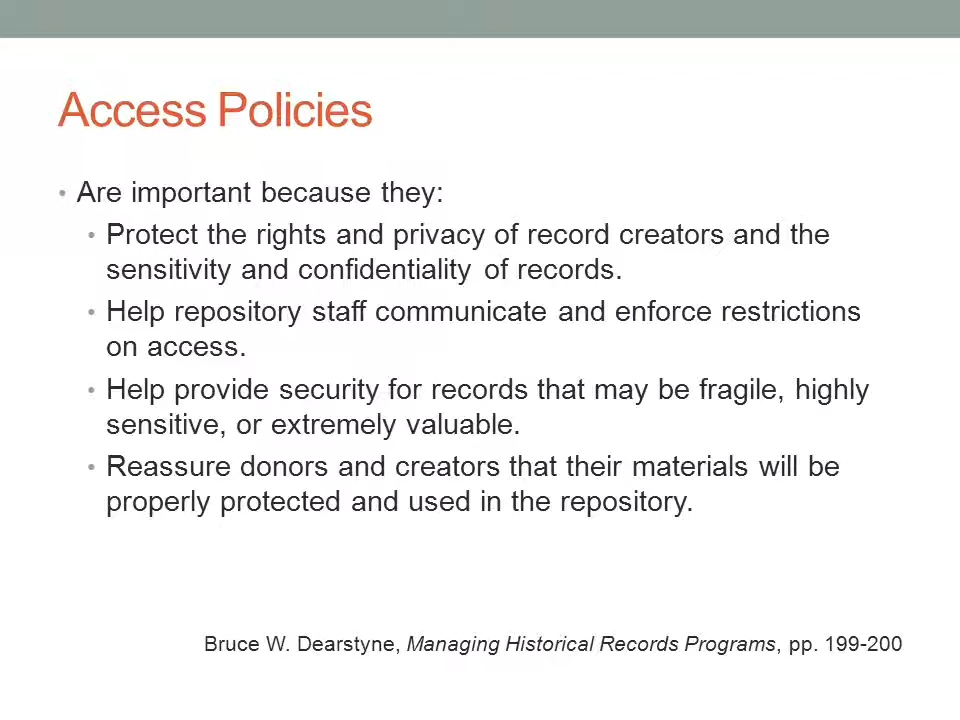 Access Policies
• Are important because they:
• Protect the rights and privacy of record creators and the
sensitivity and confidentiality of records.
• Help repository staff communicate and enforce restrictions
on access.
• Help provide security for records that may be fragile, highly
sensitive, or extremely valuable.
• Reassure donors and creators that their materials will be
properly protected and used in the repository.
Bruce W. Dearstyne, Managing Historical Records Programs, pp. 199-200